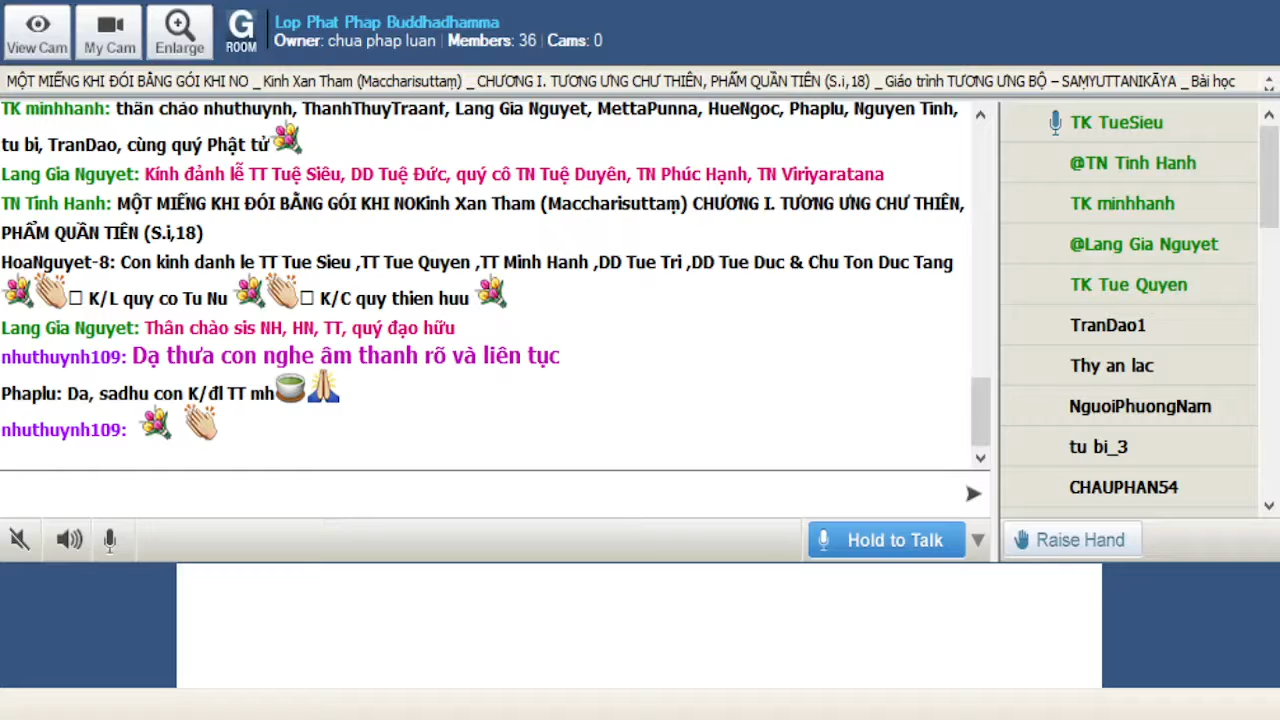 View Cam
My Cam
Enlarge
G
ROOM
Lop Phat Phap Buddhadhamma
Owner: chua phap luan | Members: 36 | Cams: 0
MỘT MIẾNG KHI ĐÓI BẰNG GÓI KHI NO _ Kinh Xan Tham (Maccharisuttaṃ) _ CHƯƠNG I. TƯƠNG ƯNG CHƯ THIÊN, PHẨM QUẦN TIÊN (S.i,18) _ Giáo trình TƯƠNG ƯNG BỘ – SAṂYUTTANIKĀYA _ Bài học
TK minhhanh: thân chào nhuthuynh, ThanhThuyTraant, Lang Gia Nguyet, MettaPunna, HueNgoc, Phaplu, Nguyen Tinh,
tu bi, TranDao, cùng quý Phật tử
Lang Gia Nguyet: Kính đảnh lễ TT Tuệ Siêu, DD Tuệ Đức, quý cô TN Tuệ Duyên, TN Phúc Hạnh, TN Viriyaratana
TN Tinh Hanh: MỘT MIẾNG KHI ĐÓI BẰNG GÓI KHI NOKinh Xan Tham (Maccharisuttaṃ) CHƯƠNG I. TƯƠNG ƯNG CHƯ THIÊN,
PHẨM QUẦN TIÊN (S.i,18)
HoaNguyet-8: Con kinh danh le TT Tue Sieu ,TT Tue Quyen ,TT Minh Hanh ,DD Tue Tri ,DD Tue Duc & Chu Ton Duc Tang
K/L quy co Tu Nu K/C quy thien huu
Lang Gia Nguyet: Thân chào sis NH, HN, TT, quý đạo hữu
nhuthuynh109: Dạ thưa con nghe âm thanh rõ và liên tục
Phaplu: Da, sadhu con K/đl TT mh
nhuthuynh109:
Hold to Talk
TK TueSieu
@TN Tinh Hanh
TK minhhanh
@Lang Gia Nguyet
TK Tue Quyen
TranDao1
Thy an lac
NguoiPhuongNam
tu bi_3
CHAUPHAN54
Raise Hand